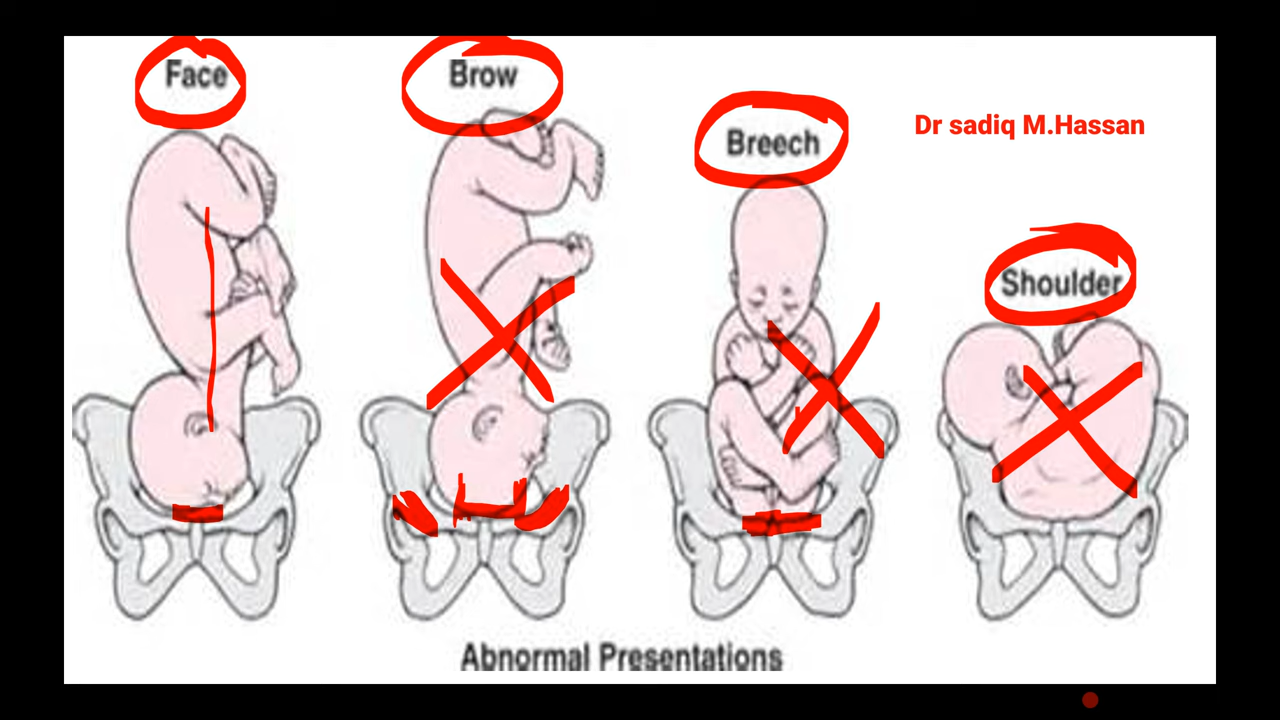 Face
Brow
Breech
Dr sadiq M.Hassan
Shoulder
Abnormal Presentations